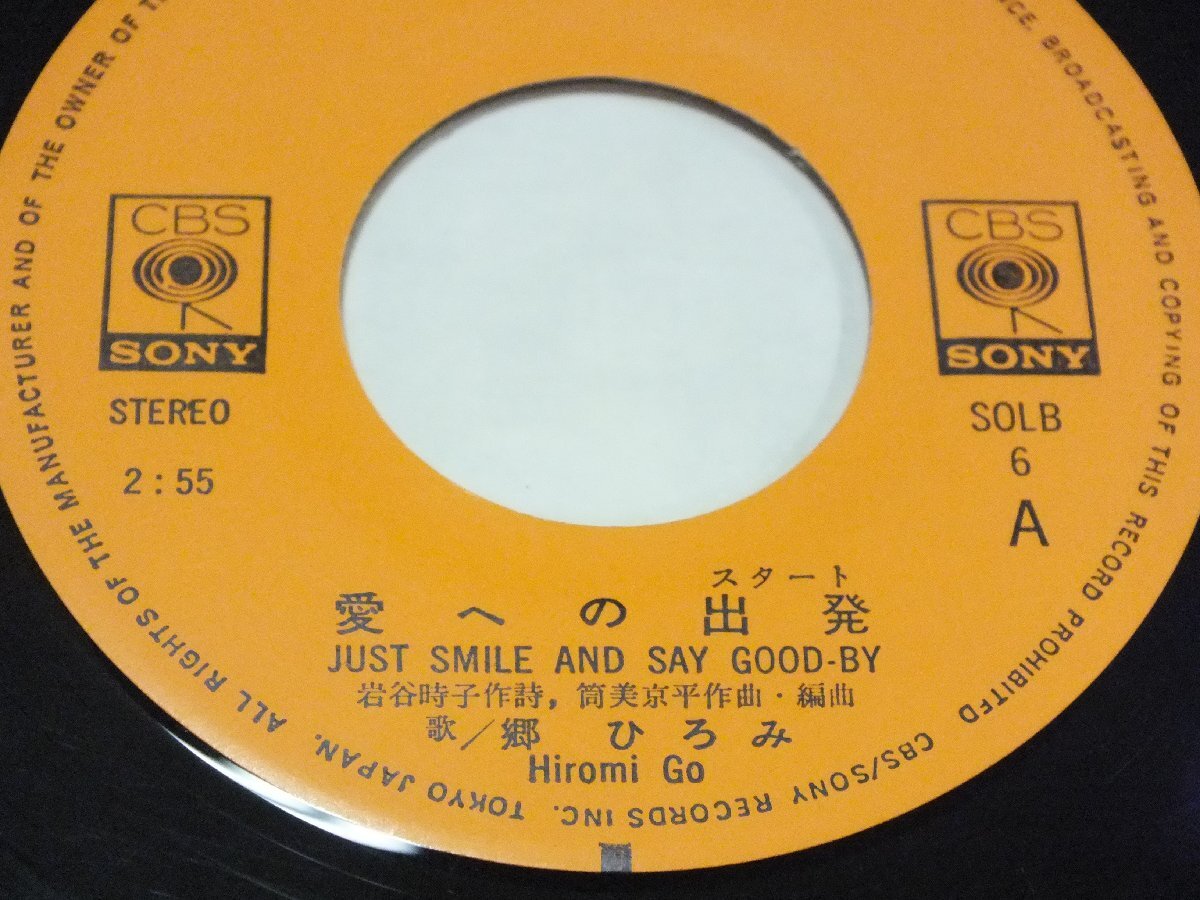 CBS
SONY
STEREO
2:55
CBS
SONY
SOLB
6
A
スタート
愛への出発
JUST SMILE AND SAY GOOD-BY
岩谷時子作詩，筒美京平作曲・編曲
歌／郷 ひろみ
Hiromi Go
ALL RIGHTS OF THE MANUFACTURER AND OF THE OWNER OF
BROADCASTING AND COPYING OF THIS RECORD PROHIBITED
CBS/SONY RECORDS INC. TOKYO JAPAN.